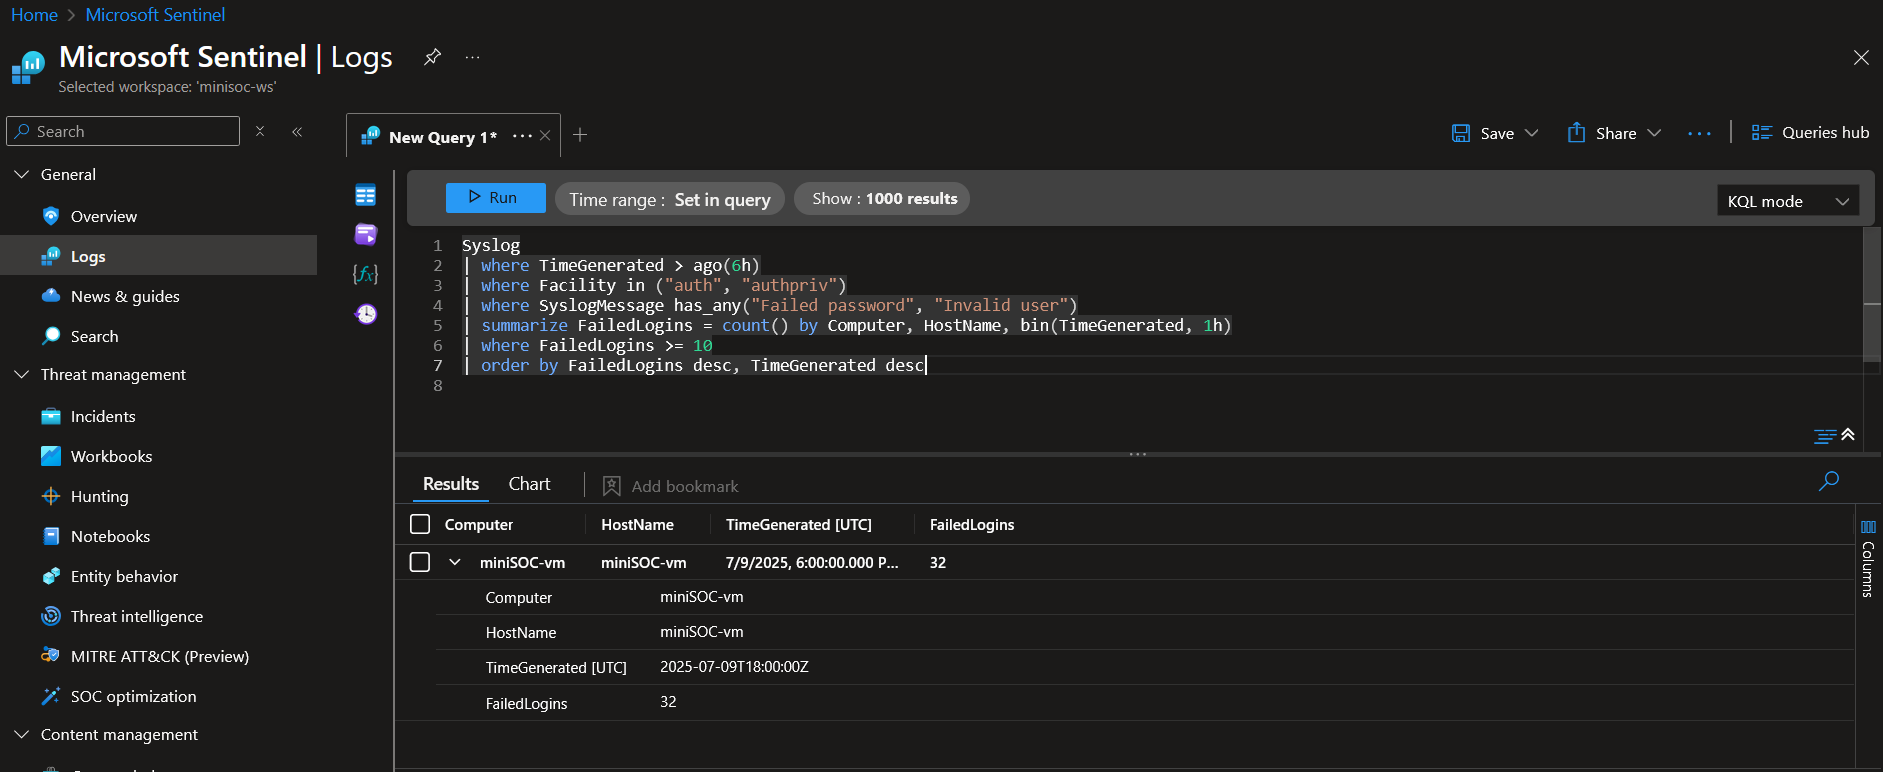 Home > Microsoft Sentinel
Microsoft Sentinel | Logs
Selected workspace: 'minisoc-ws'
Search
General
Overview
Logs
News & guides
Search
Threat management
Incidents
Workbooks
Hunting
Notebooks
Entity behavior
Threat intelligence
MITRE ATT&CK (Preview)
SOC optimization
Content management
New Query 1*
Save
Share
Queries hub
Run
Time range : Set in query
Show : 1000 results
KQL mode
1 Syslog
2 | where TimeGenerated > ago(6h)
3 | where Facility in ("auth", "authpriv")
4 | where SyslogMessage has_any("Failed password", "Invalid user")
5 | summarize FailedLogins = count() by Computer, HostName, bin(TimeGenerated, 1h)
6 | where FailedLogins >= 10
7 | order by FailedLogins desc, TimeGenerated desc
8
Results Chart Add bookmark
Computer HostName TimeGenerated [UTC] FailedLogins
miniSOC-vm miniSOC-vm 7/9/2025, 6:00:00.000 P... 32
Computer miniSOC-vm
HostName miniSOC-vm
TimeGenerated [UTC] 2025-07-09T18:00:00Z
FailedLogins 32
Columns